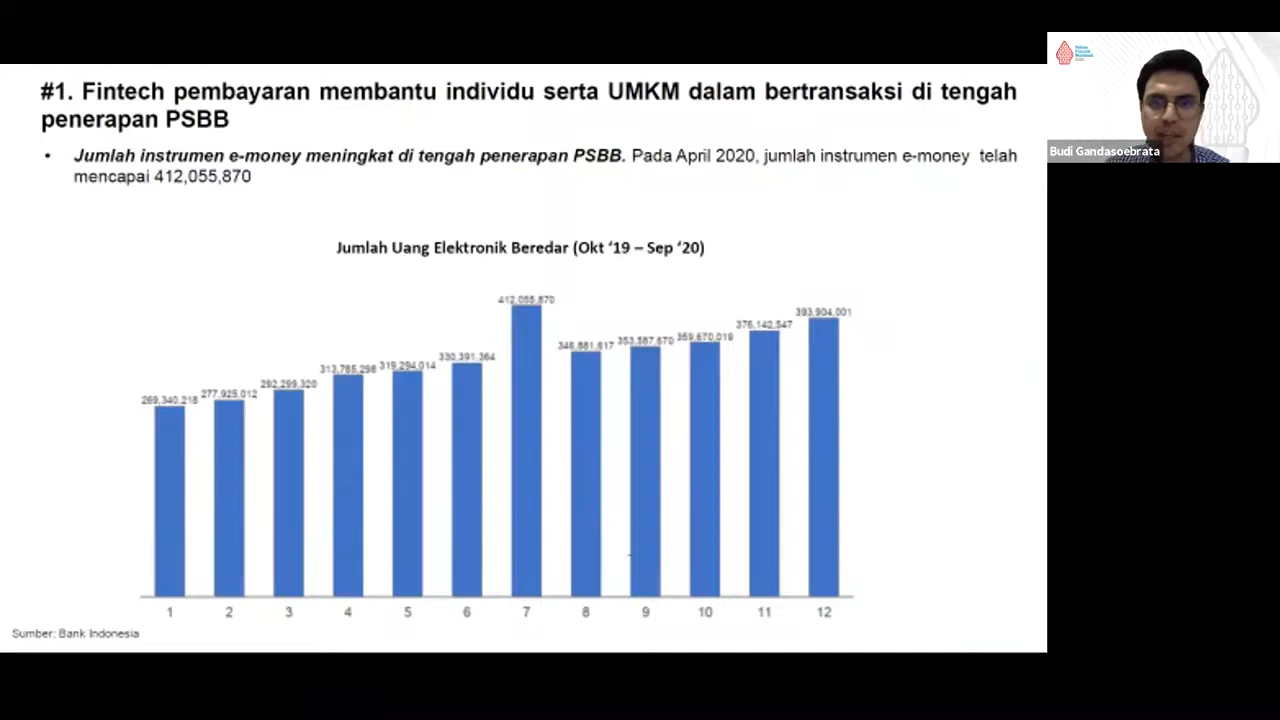 #1. Fintech pembayaran membantu individu serta UMKM dalam bertransaksi di tengah
penerapan PSBB
• Jumlah instrumen e-money meningkat di tengah penerapan PSBB. Pada April 2020, jumlah instrumen e-money telah
mencapai 412,055,870
Jumlah Uang Elektronik Beredar (Okt ‘19 – Sep ‘20)
269,340,218
277,925,012
292,299,320
313,785,298
319,294,014
330,391,364
412,055,870
353,587,670
359,670,019
376,142,547
393,904,001
1 2 3 4 5 6 7 8 9 10 11 12
Sumber: Bank Indonesia
Budi Gandasoebrata